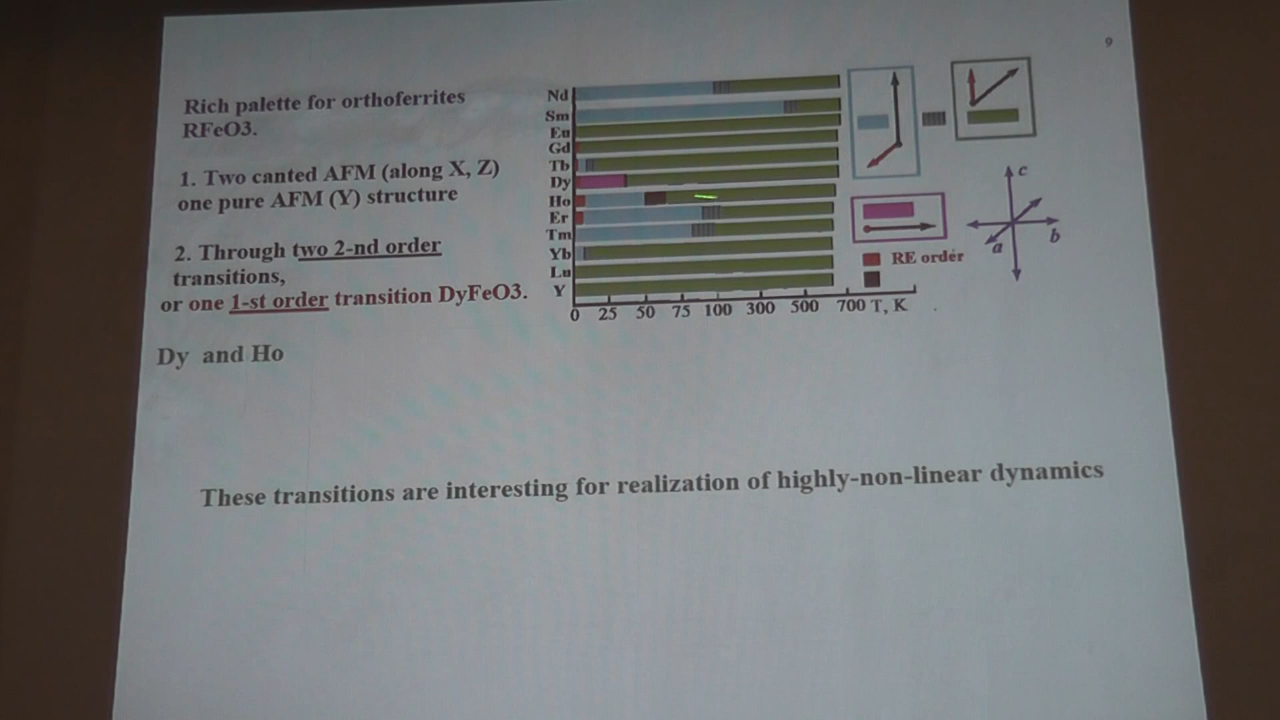 9
Rich palette for orthoferrites
RFeO3.
1. Two canted AFM (along X, Z)
one pure AFM (Y) structure
2. Through two 2-nd order
transitions,
or one 1-st order transition DyFeO3.
Dy and Ho
Nd
Sm
Eu
Gd
Tb
Dy
Ho
Er
Tm
Yb
Lu
Y
0 25 50 75 100 300 500 700 T, K
RE order
c
a
b
These transitions are interesting for realization of highly-non-linear dynamics